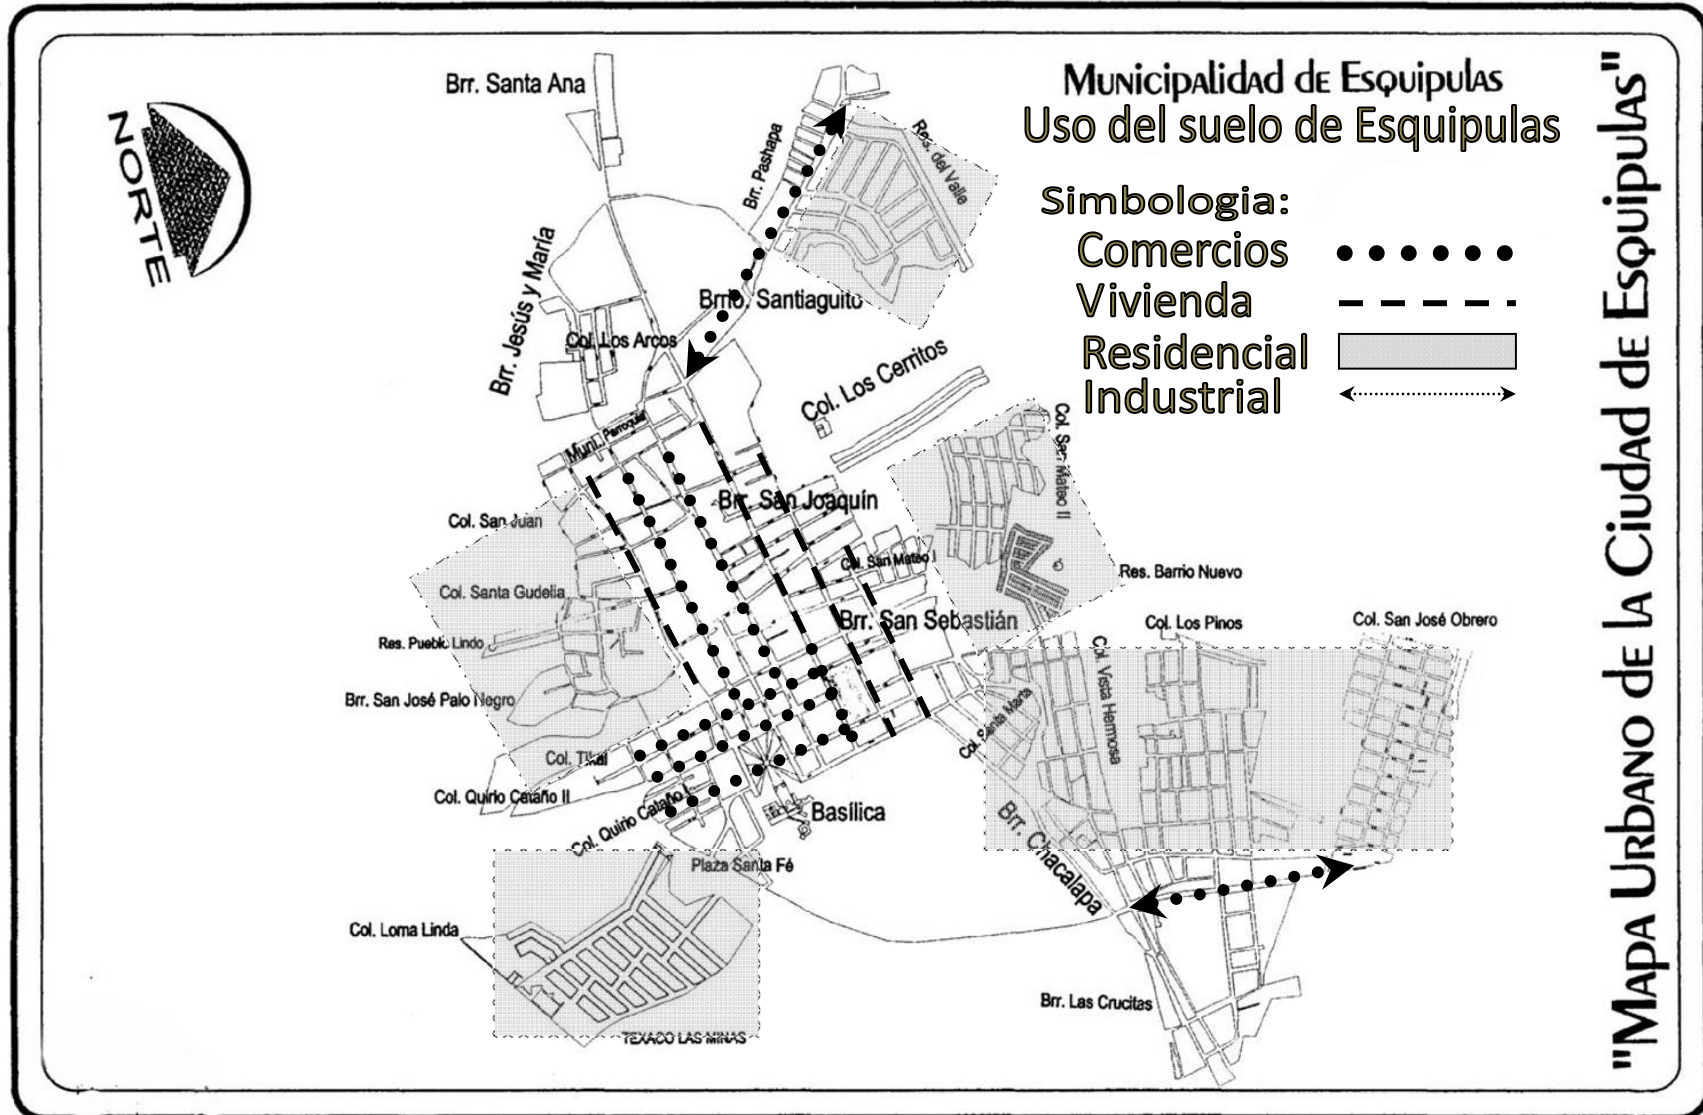 Municipalidad de Esquipulas
Uso del suelo de Esquipulas
Simbologia:
Comercios
Vivienda
Residencial
Industrial
"Mapa Urbano de la Ciudad de Esquipulas"
NORTE
Brr. Santa Ana
Brr. Pashapa
Res. del Valle
Brr. Jesús y María
Brrio. Santiaguito
Col. Los Arcos
Col. Los Cerritos
Muni.
Parroquia
Col. San Mateo II
Brr. San Joaquín
Col. San Juan
Col. San Mateo I
Res. Barrio Nuevo
Col. Santa Gudelia
Brr. San Sebastián
Col. Los Pinos
Col. San José Obrero
Res. Pueblo Lindo
Col. Vista Hermosa
Brr. San José Palo Negro
Col. Santa Marta
Col. Tikal
Col. Quirio Cataño II
Col. Quirio Cataño I
Basílica
Brr. Chacalapa
Plaza Santa Fé
Col. Loma Linda
Brr. Las Crucitas
TEXACO LAS MINAS